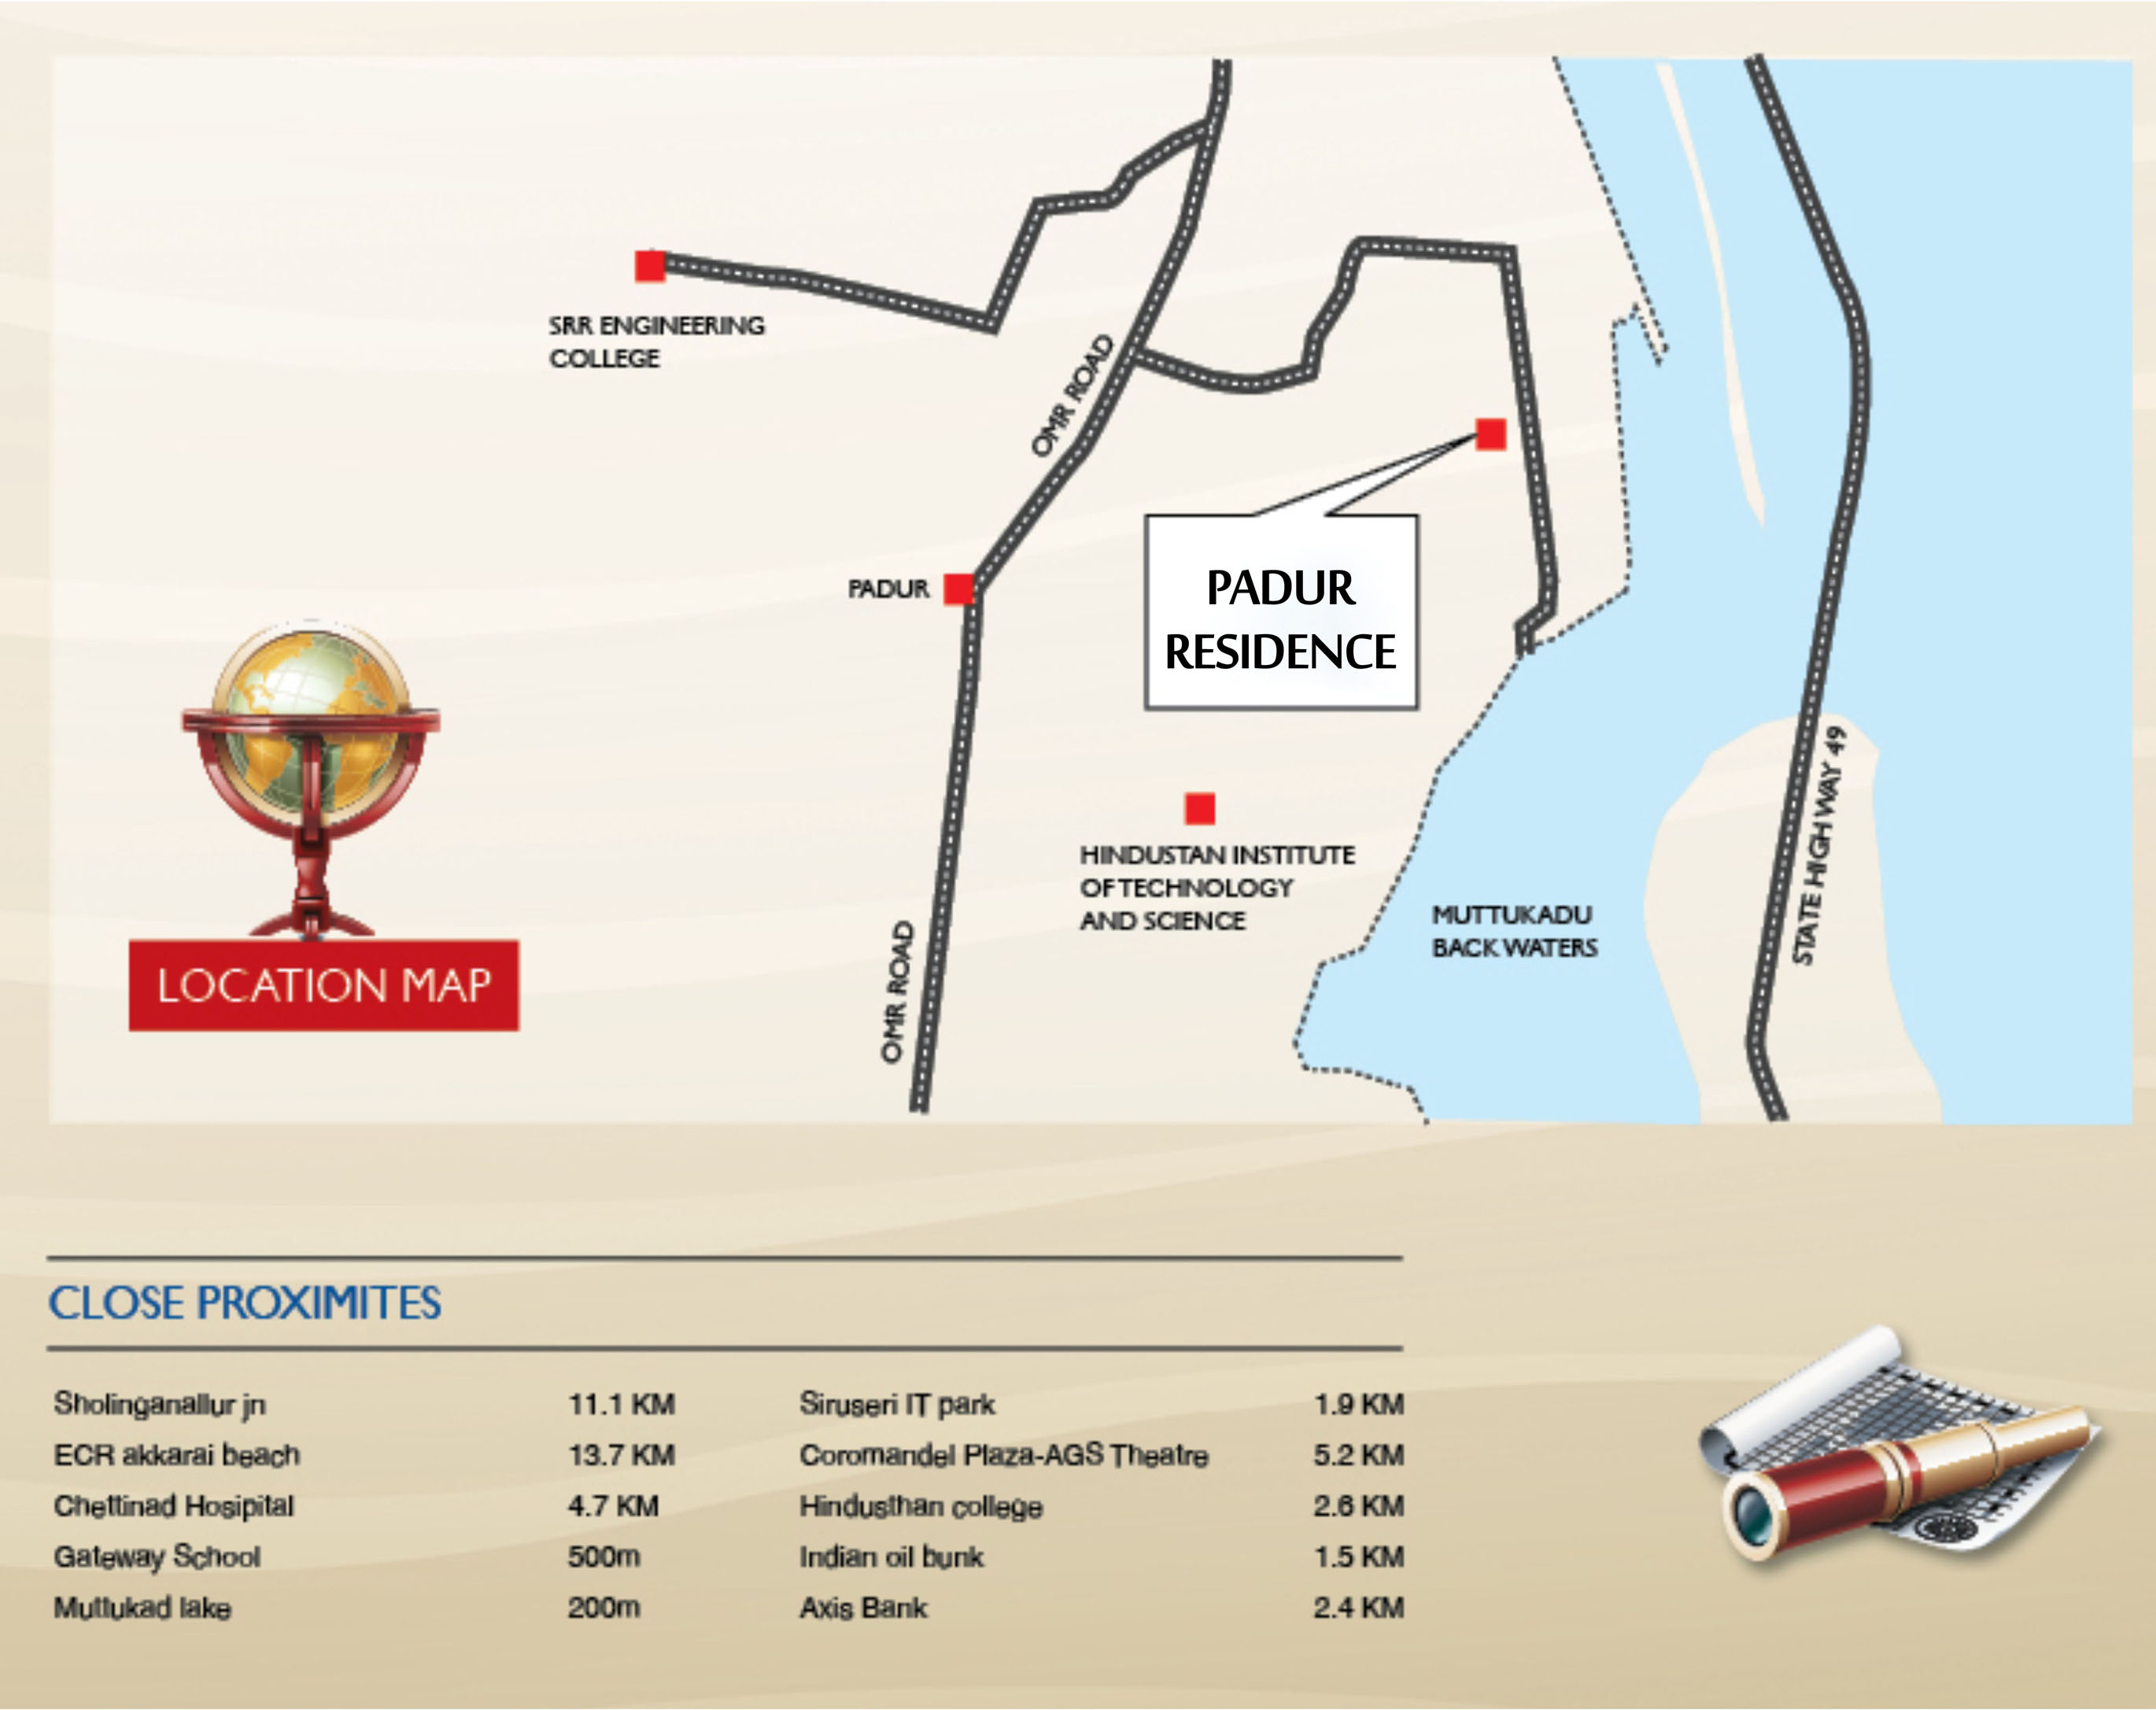 SRR ENGINEERING
COLLEGE
OMR ROAD
PADUR
PADUR
RESIDENCE
HINDUSTAN INSTITUTE
OF TECHNOLOGY
AND SCIENCE
MUTTUKADU
BACK WATERS
STATE HIGHWAY 49
OMR ROAD
LOCATION MAP
CLOSE PROXIMITES
Sholinganallur jn 11.1 KM Siruseri IT park 1.9 KM
ECR akkarai beach 13.7 KM Coromandel Plaza-AGS Theatre 5.2 KM
Chettinad Hosipital 4.7 KM Hindusthan college 2.6 KM
Gateway School 500m Indian oil bunk 1.5 KM
Muttukad lake 200m Axis Bank 2.4 KM